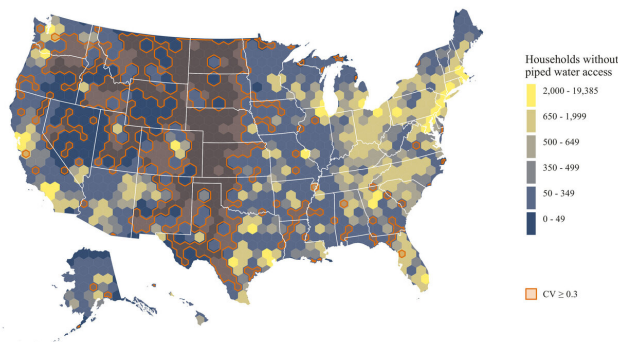 Households without
piped water access
2,000 - 19,385
650 - 1,999
500 - 649
350 - 499
50 - 349
0 - 49
CV ≥ 0.3